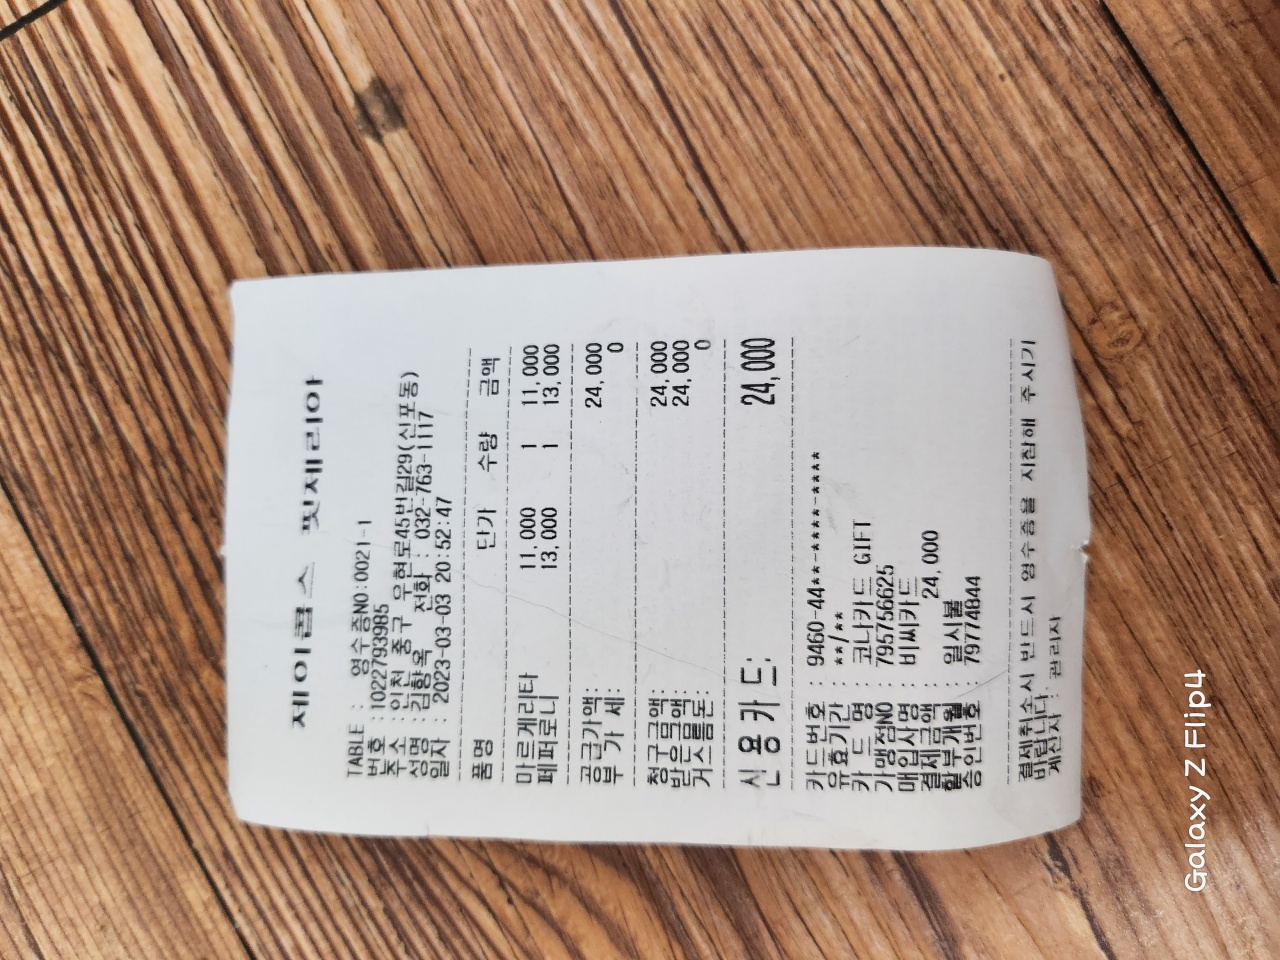 제이콥스 핏제리아
TABLE : 영수증NO:0021-1
번호 :1022793985
주소 : 인천 중구 우현로45번길29(신포동)
성명 : 김향옥 전화 : 032-763-1117
일자 : 2023-03-03 20:52:47
품명 단가 수량 금액
마르게리타 11,000 1 11,000
페퍼로니 13,000 1 13,000
공급가액: 24,000
부 가 세: 0
청구금액: 24,000
받은금액: 24,000
거스름돈: 0
신용카드: 24,000
카드번호 : 9460-44**-****-****
유효기간 : **/**
카 드 명 : 코나카드 GIFT
가맹점NO : 795756625
매입사명 : 비씨카드
결제금액 : 24,000
할부개월 : 일시불
승인번호 : 79774844
결제취소시 반드시 영수증을 지참해 주시기
바랍니다.
계산자 : 관리자
Galaxy Z Flip4